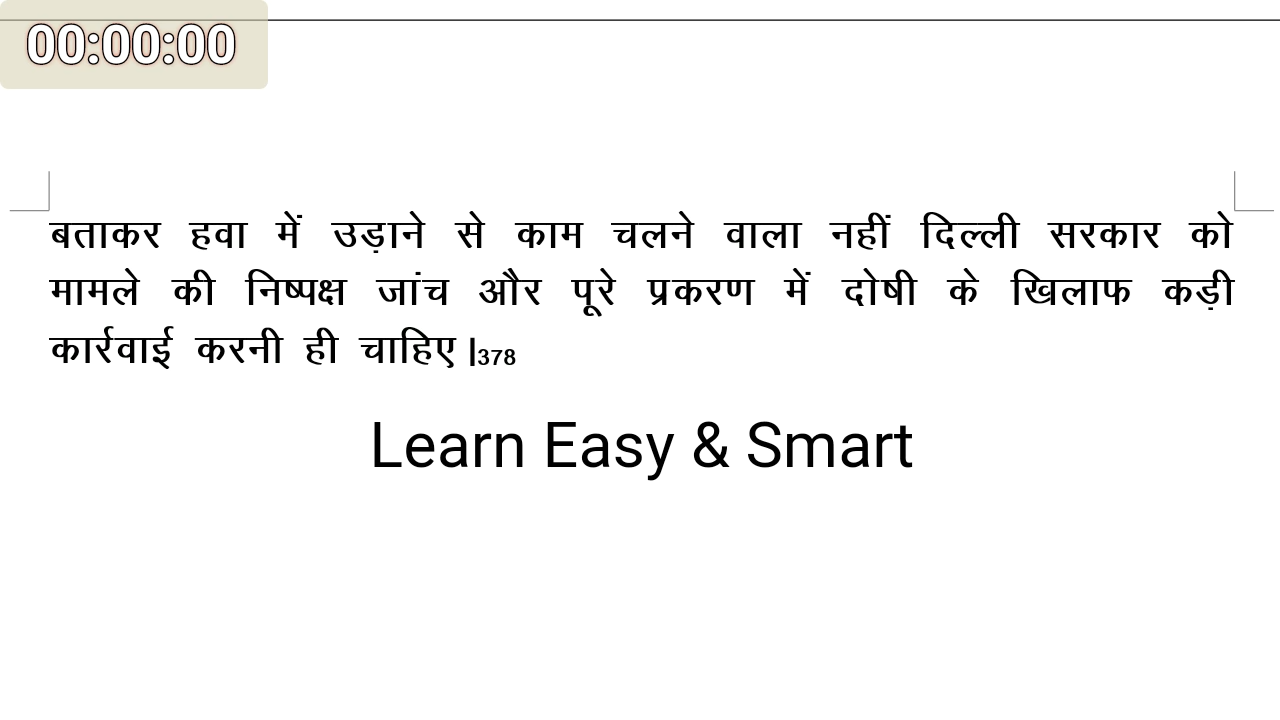 00:00:00
बताकर हवा में उड़ाने से काम चलने वाला नहीं दिल्ली सरकार को
मामले की निष्पक्ष जांच और पूरे प्रकरण में दोषी के खिलाफ कड़ी
कार्रवाई करनी ही चाहिए |378
Learn Easy & Smart